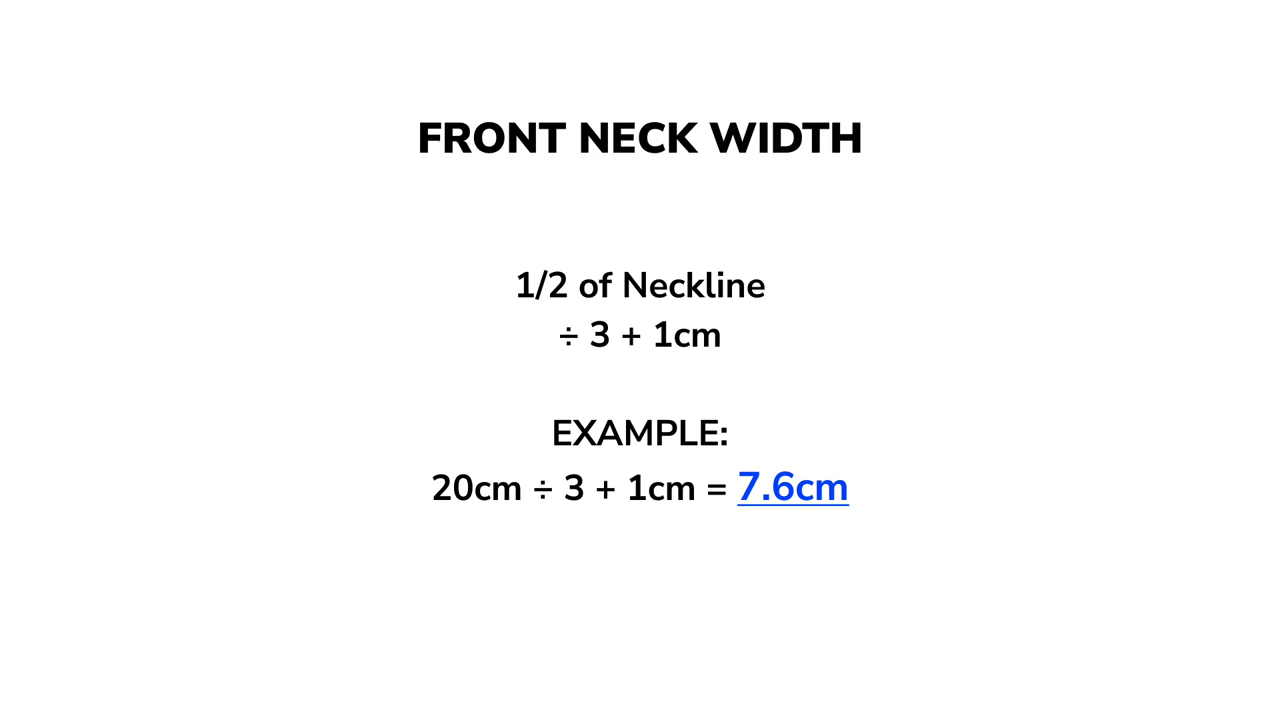 FRONT NECK WIDTH
1/2 of Neckline
÷ 3 + 1cm
EXAMPLE:
20cm ÷ 3 + 1cm = 7.6cm